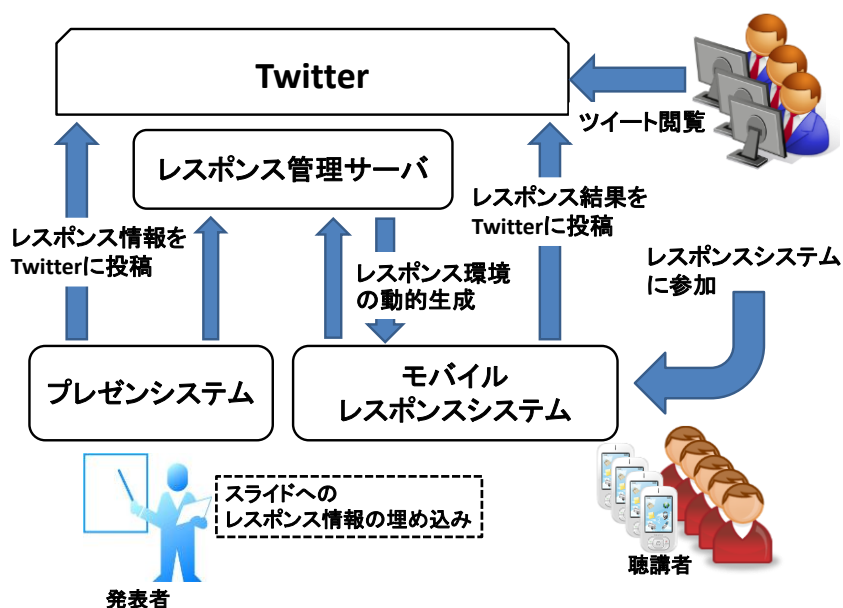 Twitter
ツイート閲覧
レスポンス管理サーバ
レスポンス結果を
Twitterに投稿
レスポンス情報を
Twitterに投稿
レスポンス環境
の動的生成
レスポンスシステム
に参加
プレゼンシステム
モバイル
レスポンスシステム
スライドへの
レスポンス情報の埋め込み
聴講者
発表者